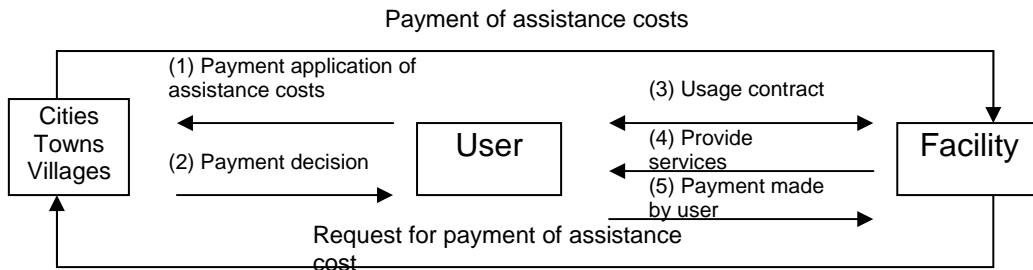 Payment of assistance costs
(1) Payment application of
assistance costs
(3) Usage contract
Cities
Towns
Villages
User
Facility
(4) Provide
services
(2) Payment decision
(5) Payment made
by user
Request for payment of assistance
cost